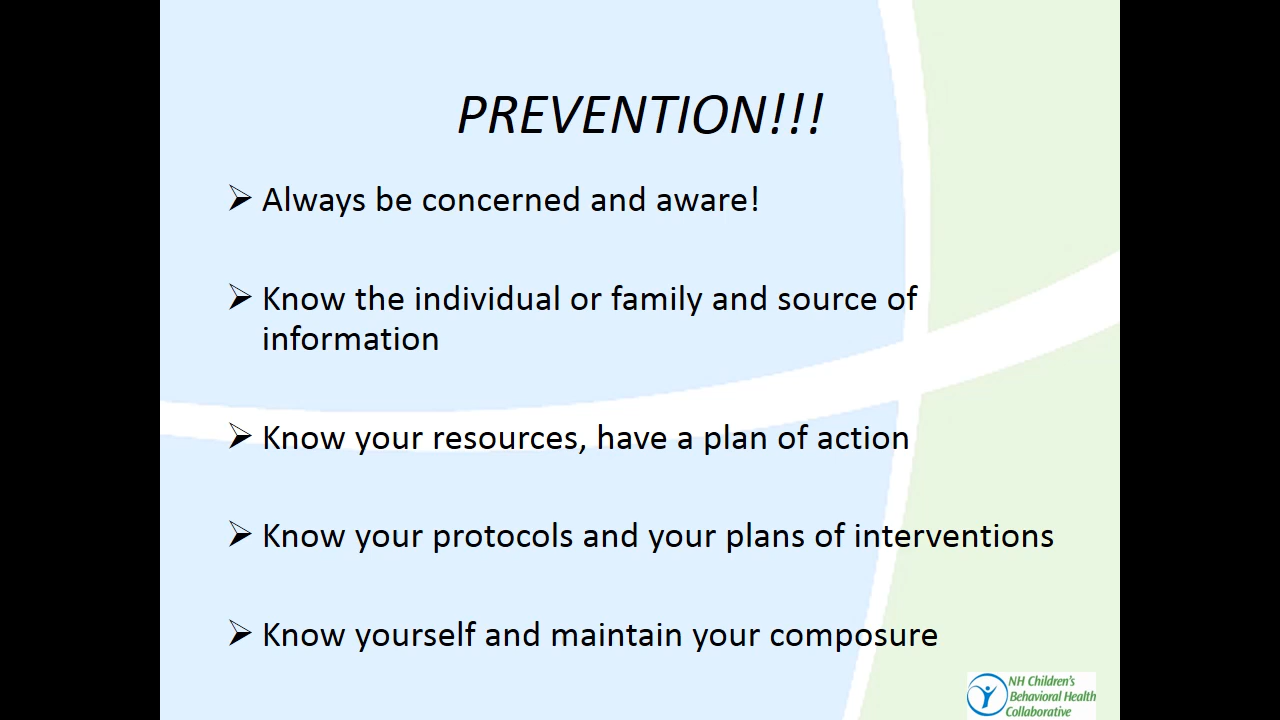 PREVENTION!!!
Always be concerned and aware!
Know the individual or family and source of
information
Know your resources, have a plan of action
Know your protocols and your plans of interventions
Know yourself and maintain your composure
NH Children's
Behavioral Health
Collaborative